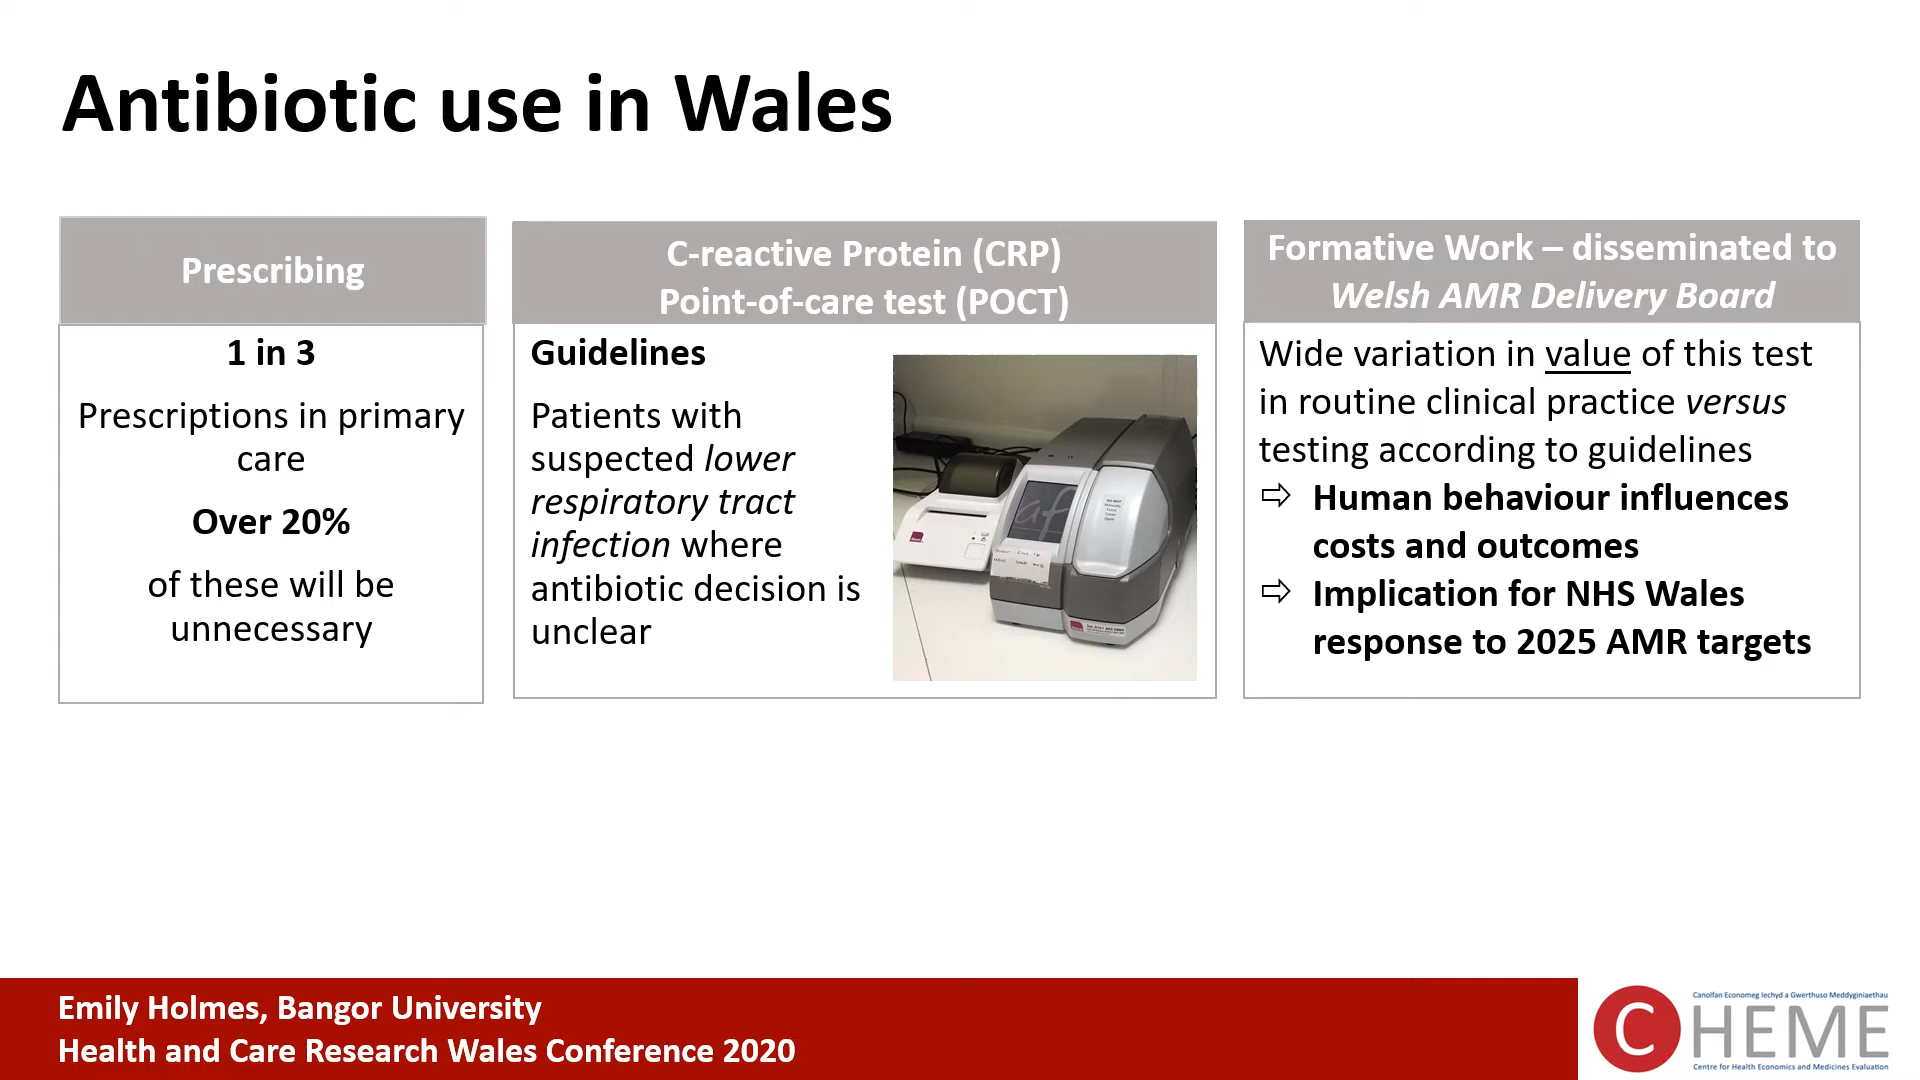 Antibiotic use in Wales
Prescribing
1 in 3
Prescriptions in primary
care
Over 20%
of these will be
unnecessary
C-reactive Protein (CRP)
Point-of-care test (POCT)
Guidelines
Patients with
suspected lower
respiratory tract
infection where
antibiotic decision is
unclear
Formative Work – disseminated to
Welsh AMR Delivery Board
Wide variation in value of this test
in routine clinical practice versus
testing according to guidelines
⇨ Human behaviour influences
costs and outcomes
⇨ Implication for NHS Wales
response to 2025 AMR targets
Emily Holmes, Bangor University
Health and Care Research Wales Conference 2020
Canolfan Economeg Iechyd a Gwerthuso Meddyginiaethau
CHEME
Centre for Health Economics and Medicines Evaluation